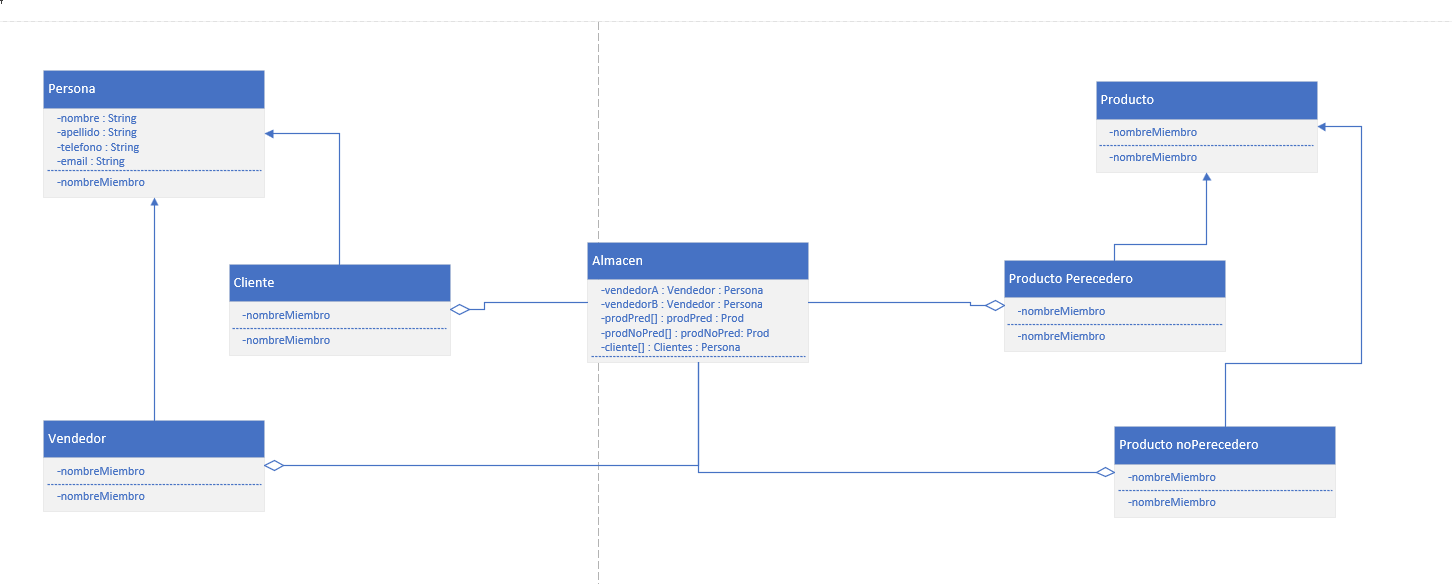 Persona
-nombre : String
-apellido : String
-telefono : String
-email : String
-nombreMiembro
Producto
-nombreMiembro
-nombreMiembro
Cliente
-nombreMiembro
-nombreMiembro
Almacen
-vendedorA : Vendedor : Persona
-vendedorB : Vendedor : Persona
-prodPred[] : prodPred : Prod
-prodNoPred[] : prodNoPred: Prod
-cliente[] : Clientes : Persona
Producto Perecedero
-nombreMiembro
-nombreMiembro
Vendedor
-nombreMiembro
-nombreMiembro
Producto noPerecedero
-nombreMiembro
-nombreMiembro